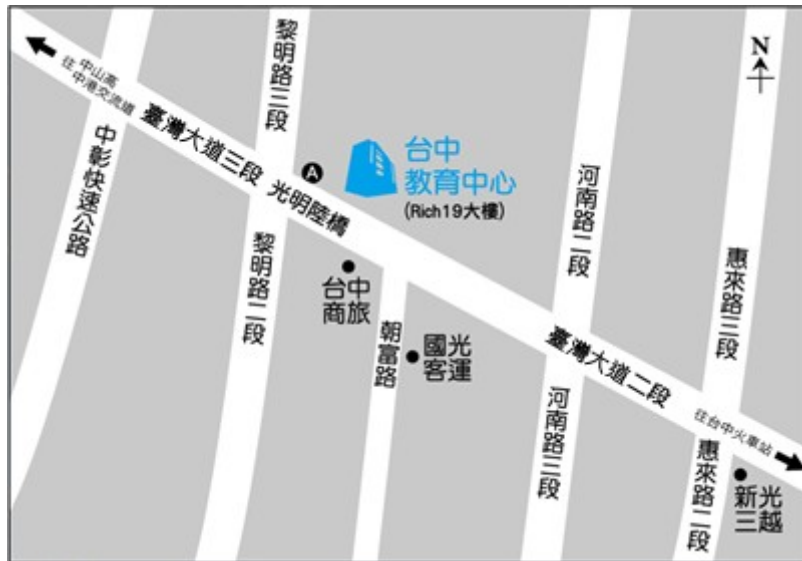 往
中山高
中港交流道
中彰快速公路
臺灣大道三段
光明陸橋
黎明路三段
黎明路二段
A
台中
教育中心
(Rich19大樓)
台中
商旅
朝富路
國光
客運
河南路二段
河南路三段
臺灣大道二段
惠來路三段
惠來路二段
往台中火車站
新光
三越
N